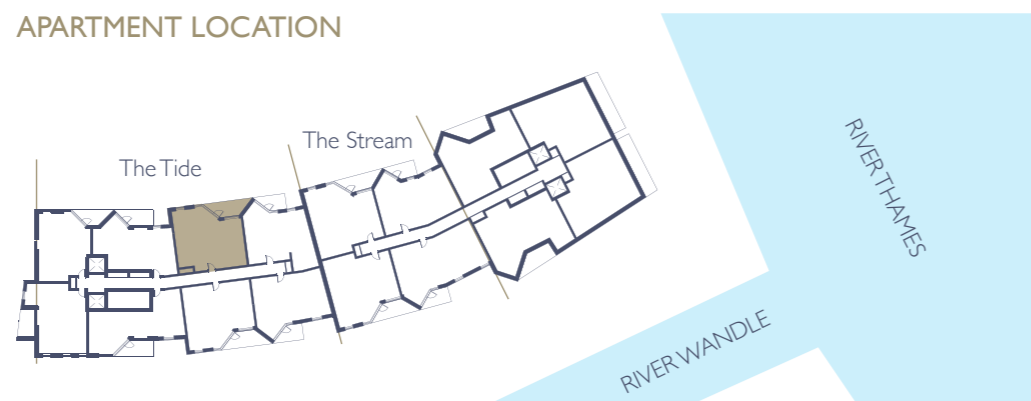 APARTMENT LOCATION
The Tide
The Stream
RIVER THAMES
RIVER WANDLE